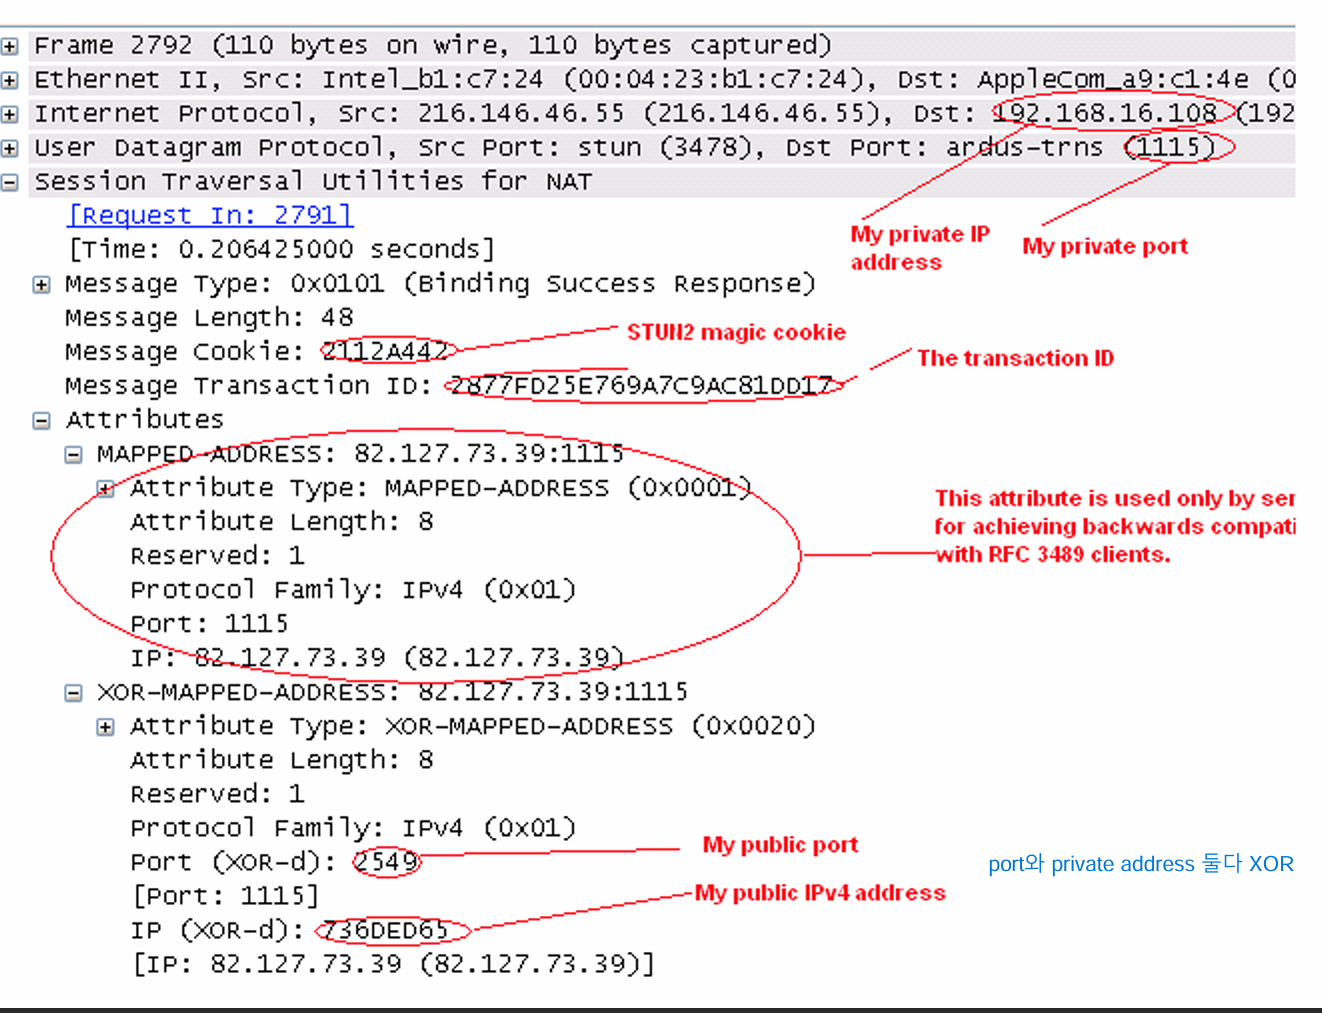 Frame 2792 (110 bytes on wire, 110 bytes captured)
Ethernet II, Src: Intel_b1:c7:24 (00:04:23:b1:c7:24), Dst: AppleCom_a9:c1:4e (0
Internet Protocol, Src: 216.146.46.55 (216.146.46.55), Dst: 192.168.16.108 (192
User Datagram Protocol, Src Port: stun (3478), Dst Port: ardus-trns (1115)
Session Traversal Utilities for NAT
[Request In: 2791]
[Time: 0.206425000 seconds]
My private IP
address
My private port
Message Type: 0x0101 (Binding Success Response)
Message Length: 48
Message Cookie: 2112A442
STUN2 magic cookie
Message Transaction ID: 2877FD25E769A7C9AC81DD17
The transaction ID
Attributes
MAPPED-ADDRESS: 82.127.73.39:1115
Attribute Type: MAPPED-ADDRESS (0x0001)
Attribute Length: 8
Reserved: 1
Protocol Family: IPv4 (0x01)
Port: 1115
IP: 82.127.73.39 (82.127.73.39)
This attribute is used only by ser
for achieving backwards compati
with RFC 3489 clients.
XOR-MAPPED-ADDRESS: 82.127.73.39:1115
Attribute Type: XOR-MAPPED-ADDRESS (0x0020)
Attribute Length: 8
Reserved: 1
Protocol Family: IPv4 (0x01)
Port (XOR-d): 2549
My public port
port와 private address 둘다 XOR
[Port: 1115]
My public IPv4 address
IP (XOR-d): 736DED65
[IP: 82.127.73.39 (82.127.73.39)]